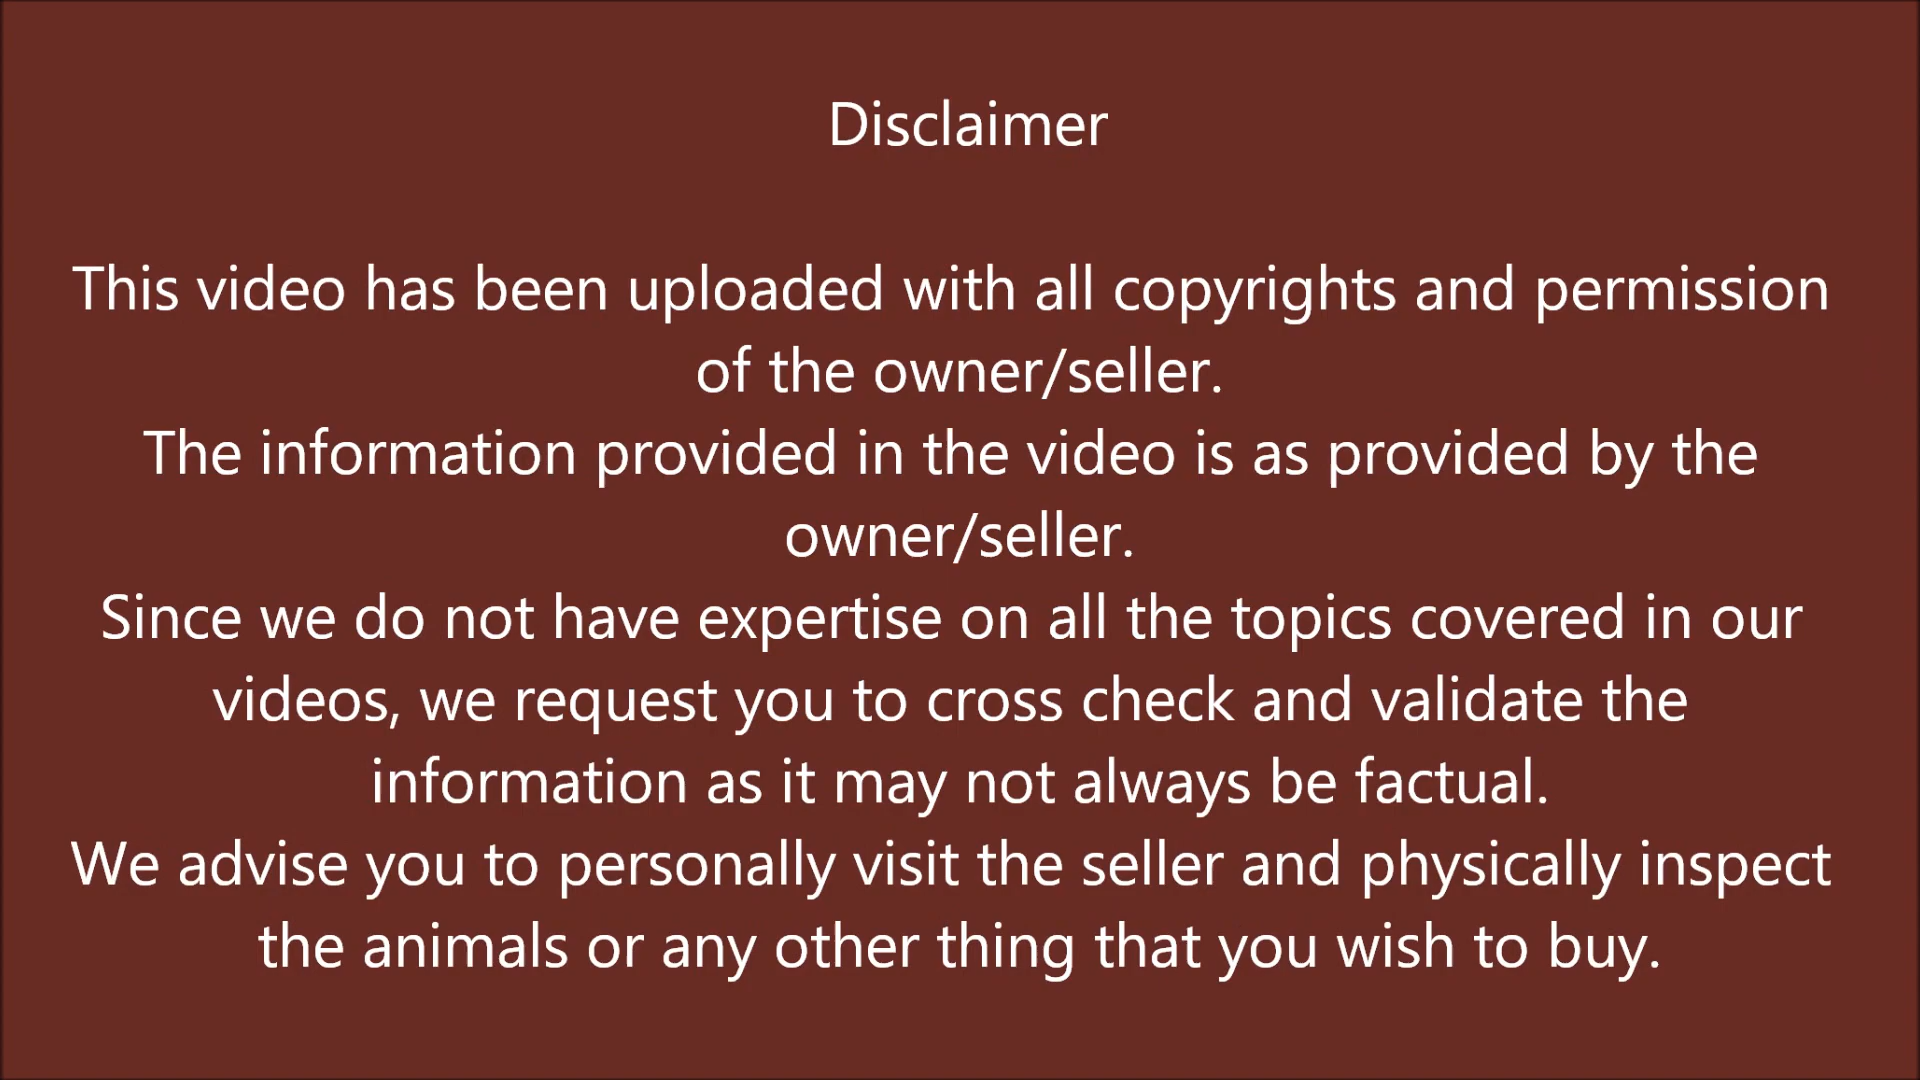 Disclaimer
This video has been uploaded with all copyrights and permission
of the owner/seller.
The information provided in the video is as provided by the
owner/seller.
Since we do not have expertise on all the topics covered in our
videos, we request you to cross check and validate the
information as it may not always be factual.
We advise you to personally visit the seller and physically inspect
the animals or any other thing that you wish to buy.